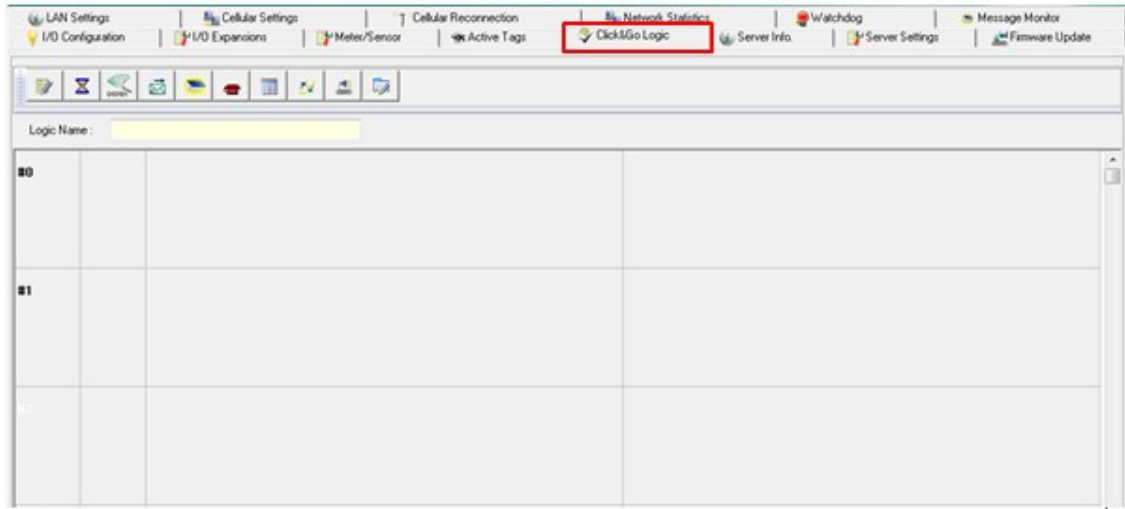 LAN Settings Cellular Settings Cellular Reconnection Network Statistics Watchdog Message Monitor
I/O Configuration I/O Expansions Meter/Sensor Active Tags Click&Go Logic Server Info. Server Settings Firmware Update
Logic Name :
#0
#1